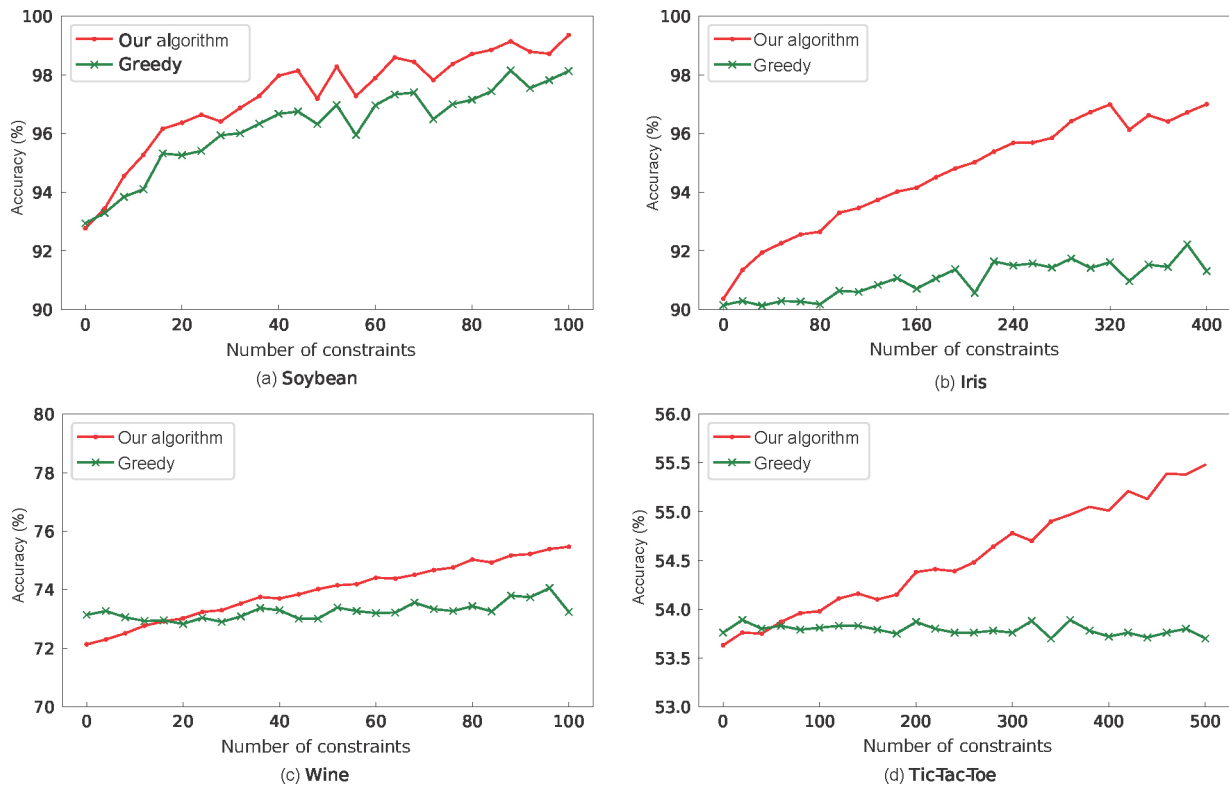 100
98
96
94
92
90
Accuracy (%)
Our algorithm
Greedy
0 20 40 60 80 100
Number of constraints
(a) Soybean
100
98
96
94
92
90
Accuracy (%)
Our algorithm
Greedy
0 80 160 240 320 400
Number of constraints
(b) Iris
80
78
76
74
72
70
Accuracy (%)
Our algorithm
Greedy
0 20 40 60 80 100
Number of constraints
(c) Wine
56.0
55.5
55.0
54.5
54.0
53.5
53.0
Accuracy (%)
Our algorithm
Greedy
0 100 200 300 400 500
Number of constraints
(d) Tic-Tac-Toe